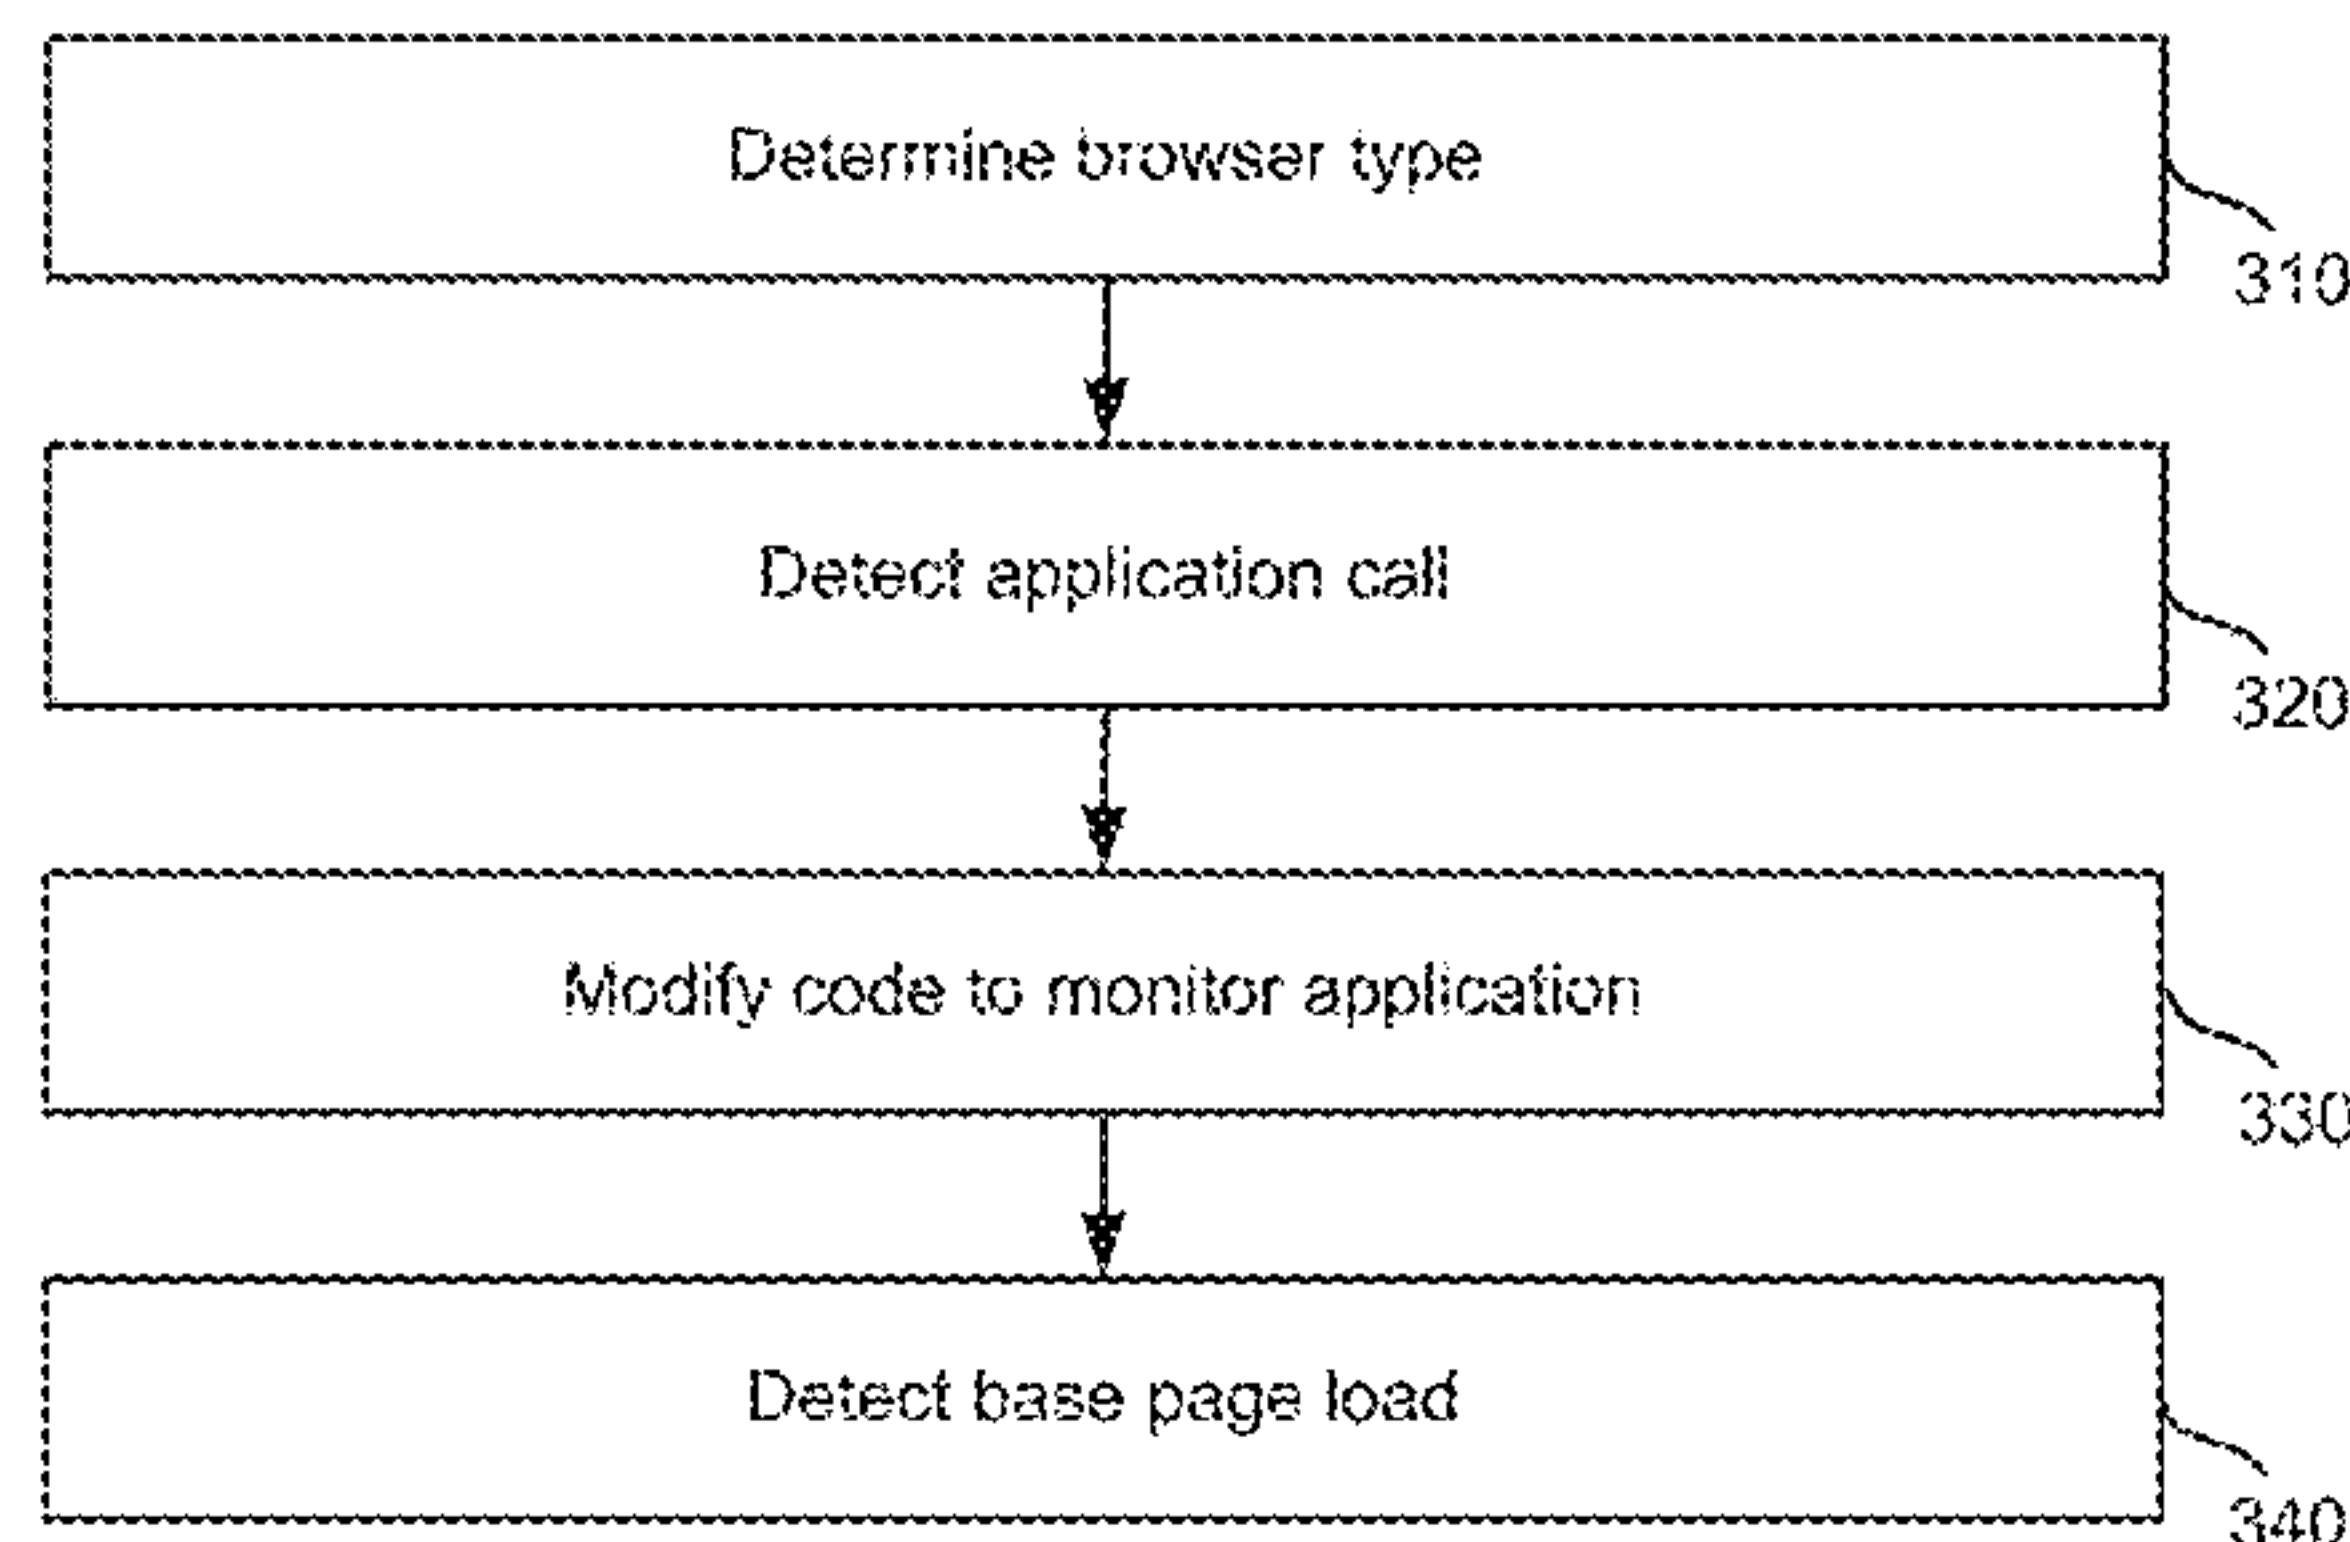 Determine browser type
310
Detect application call
320
Modify code to monitor application
330
Detect base page load
340